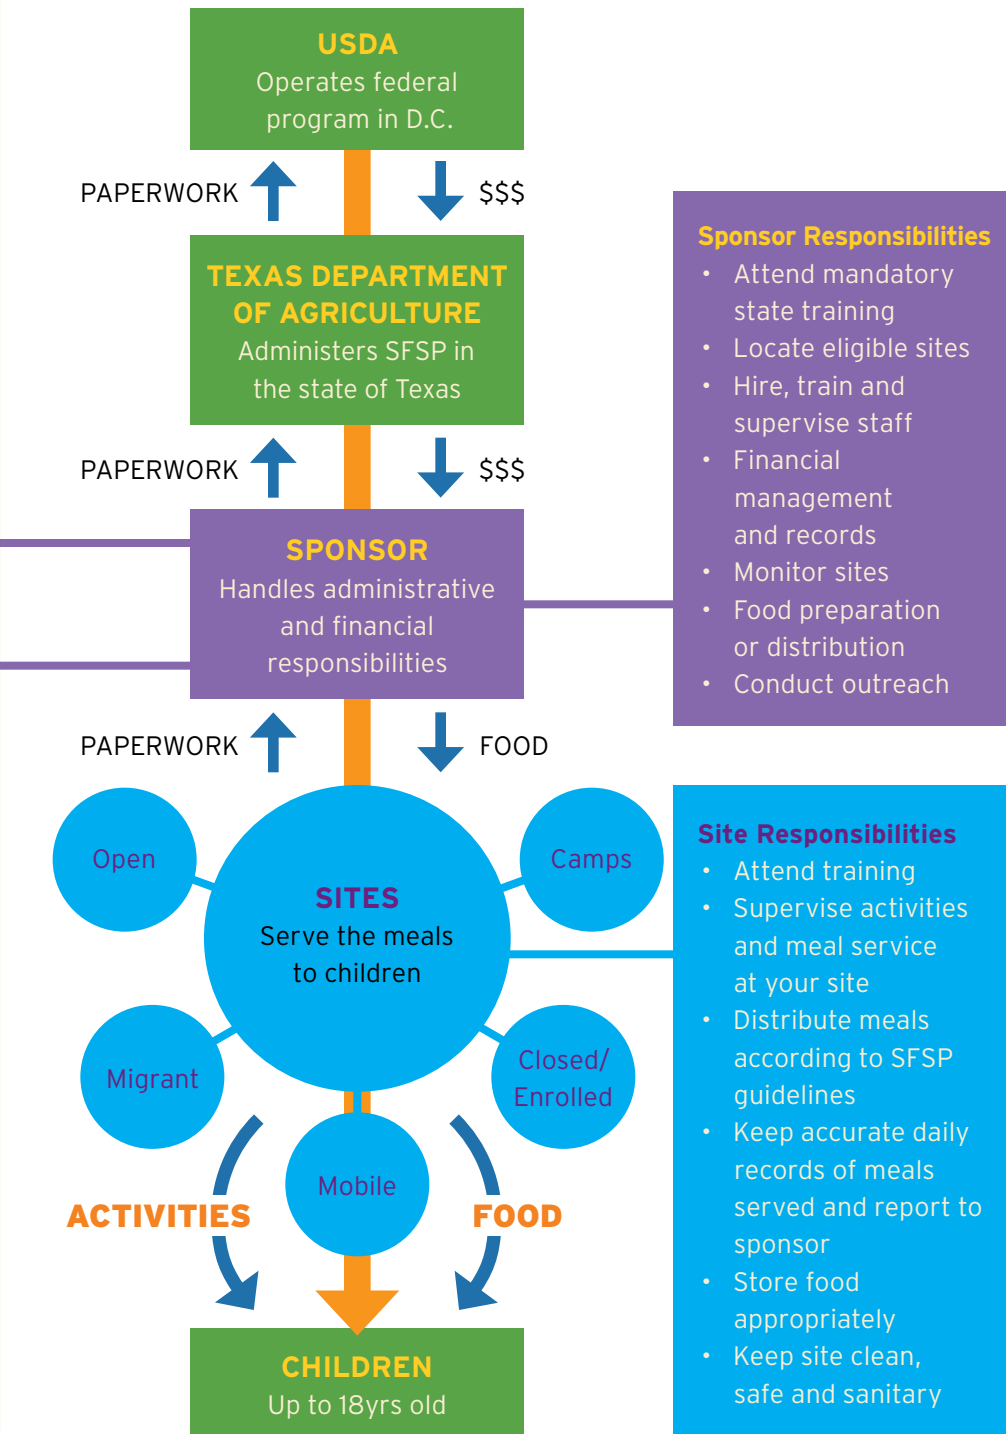 USDA
Operates federal
program in D.C.
PAPERWORK
$$$
TEXAS DEPARTMENT
OF AGRICULTURE
Administers SFSP in
the state of Texas
PAPERWORK
$$$
SPONSOR
Handles administrative
and financial
responsibilities
PAPERWORK
FOOD
Open
Camps
SITES
Serve the meals
to children
Migrant
Closed/
Enrolled
Mobile
ACTIVITIES
FOOD
CHILDREN
Up to 18yrs old
Sponsor Responsibilities
• Attend mandatory
state training
• Locate eligible sites
• Hire, train and
supervise staff
• Financial
management
and records
• Monitor sites
• Food preparation
or distribution
• Conduct outreach
Site Responsibilities
• Attend training
• Supervise activities
and meal service
at your site
• Distribute meals
according to SFSP
guidelines
• Keep accurate daily
records of meals
served and report to
sponsor
• Store food
appropriately
• Keep site clean,
safe and sanitary